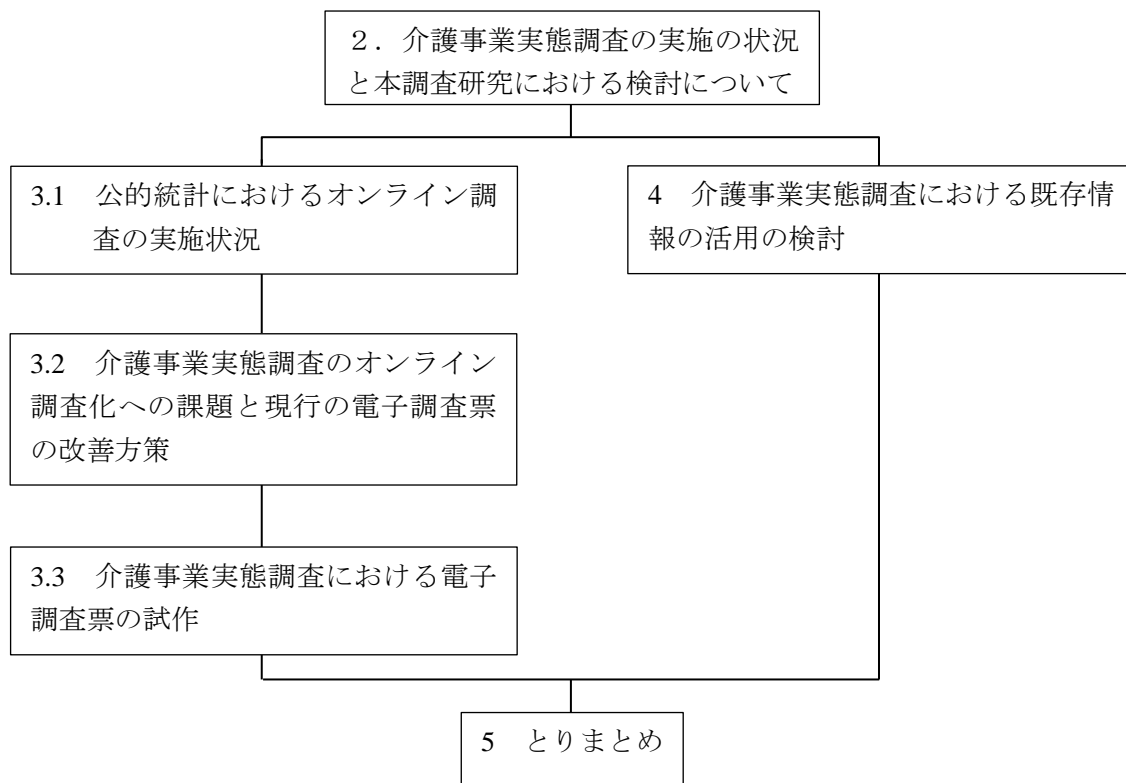 ２．介護事業実態調査の実施の状況
と本調査研究における検討について
3.1　公的統計におけるオンライン調
査の実施状況
4　介護事業実態調査における既存情
報の活用の検討
3.2　介護事業実態調査のオンライン
調査化への課題と現行の電子調査票
の改善方策
3.3　介護事業実態調査における電子
調査票の試作
5　とりまとめ